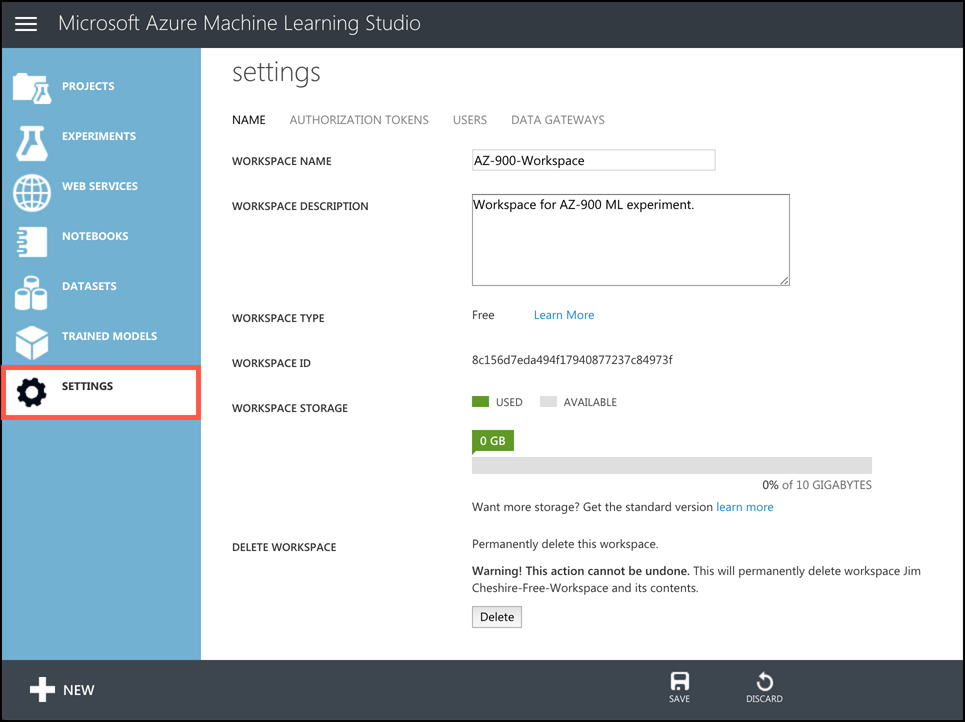 Microsoft Azure Machine Learning Studio
PROJECTS
EXPERIMENTS
WEB SERVICES
NOTEBOOKS
DATASETS
TRAINED MODELS
SETTINGS
settings
NAME AUTHORIZATION TOKENS USERS DATA GATEWAYS
WORKSPACE NAME AZ-900-Workspace
WORKSPACE DESCRIPTION Workspace for AZ-900 ML experiment.
WORKSPACE TYPE Free Learn More
WORKSPACE ID 8c156d7eda494f17940877237c84973f
WORKSPACE STORAGE USED AVAILABLE
0 GB
0% of 10 GIGABYTES
Want more storage? Get the standard version learn more
DELETE WORKSPACE Permanently delete this workspace.
Warning! This action cannot be undone. This will permanently delete workspace Jim
Cheshire-Free-Workspace and its contents.
Delete
NEW SAVE DISCARD